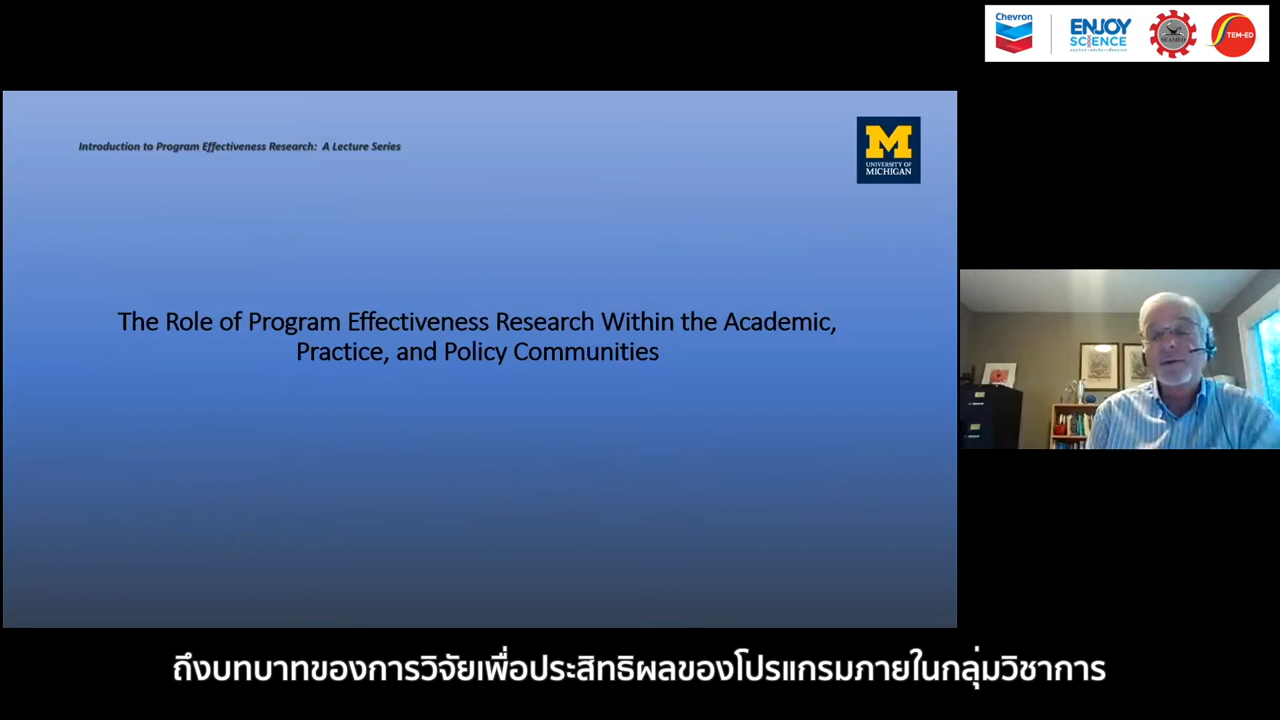 Chevron
ENJOY
SCIENCE
SEAMEO
STEM-ED
Introduction to Program Effectiveness Research: A Lecture Series
M
UNIVERSITY OF
MICHIGAN
The Role of Program Effectiveness Research Within the Academic,
Practice, and Policy Communities
ถึงบทบาทของการวิจัยเพื่อประสิทธิผลของโปรแกรมภายในกลุ่มวิชาการ